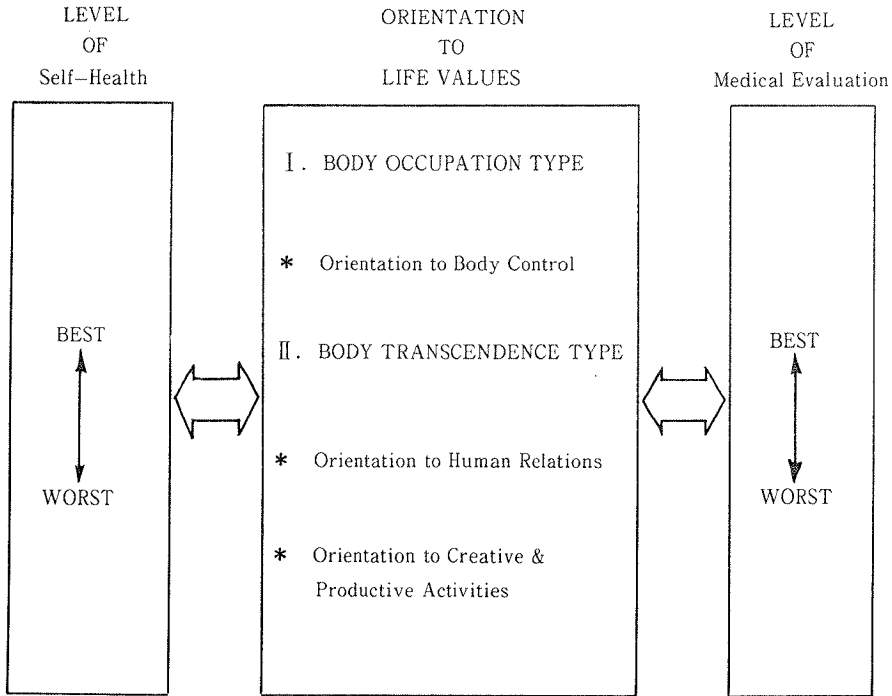 LEVEL
OF
Self-Health
ORIENTATION
TO
LIFE VALUES
LEVEL
OF
Medical Evaluation
BEST
WORST
Ⅰ. BODY OCCUPATION TYPE
* Orientation to Body Control
Ⅱ. BODY TRANSCENDENCE TYPE
* Orientation to Human Relations
* Orientation to Creative &
Productive Activities
BEST
WORST